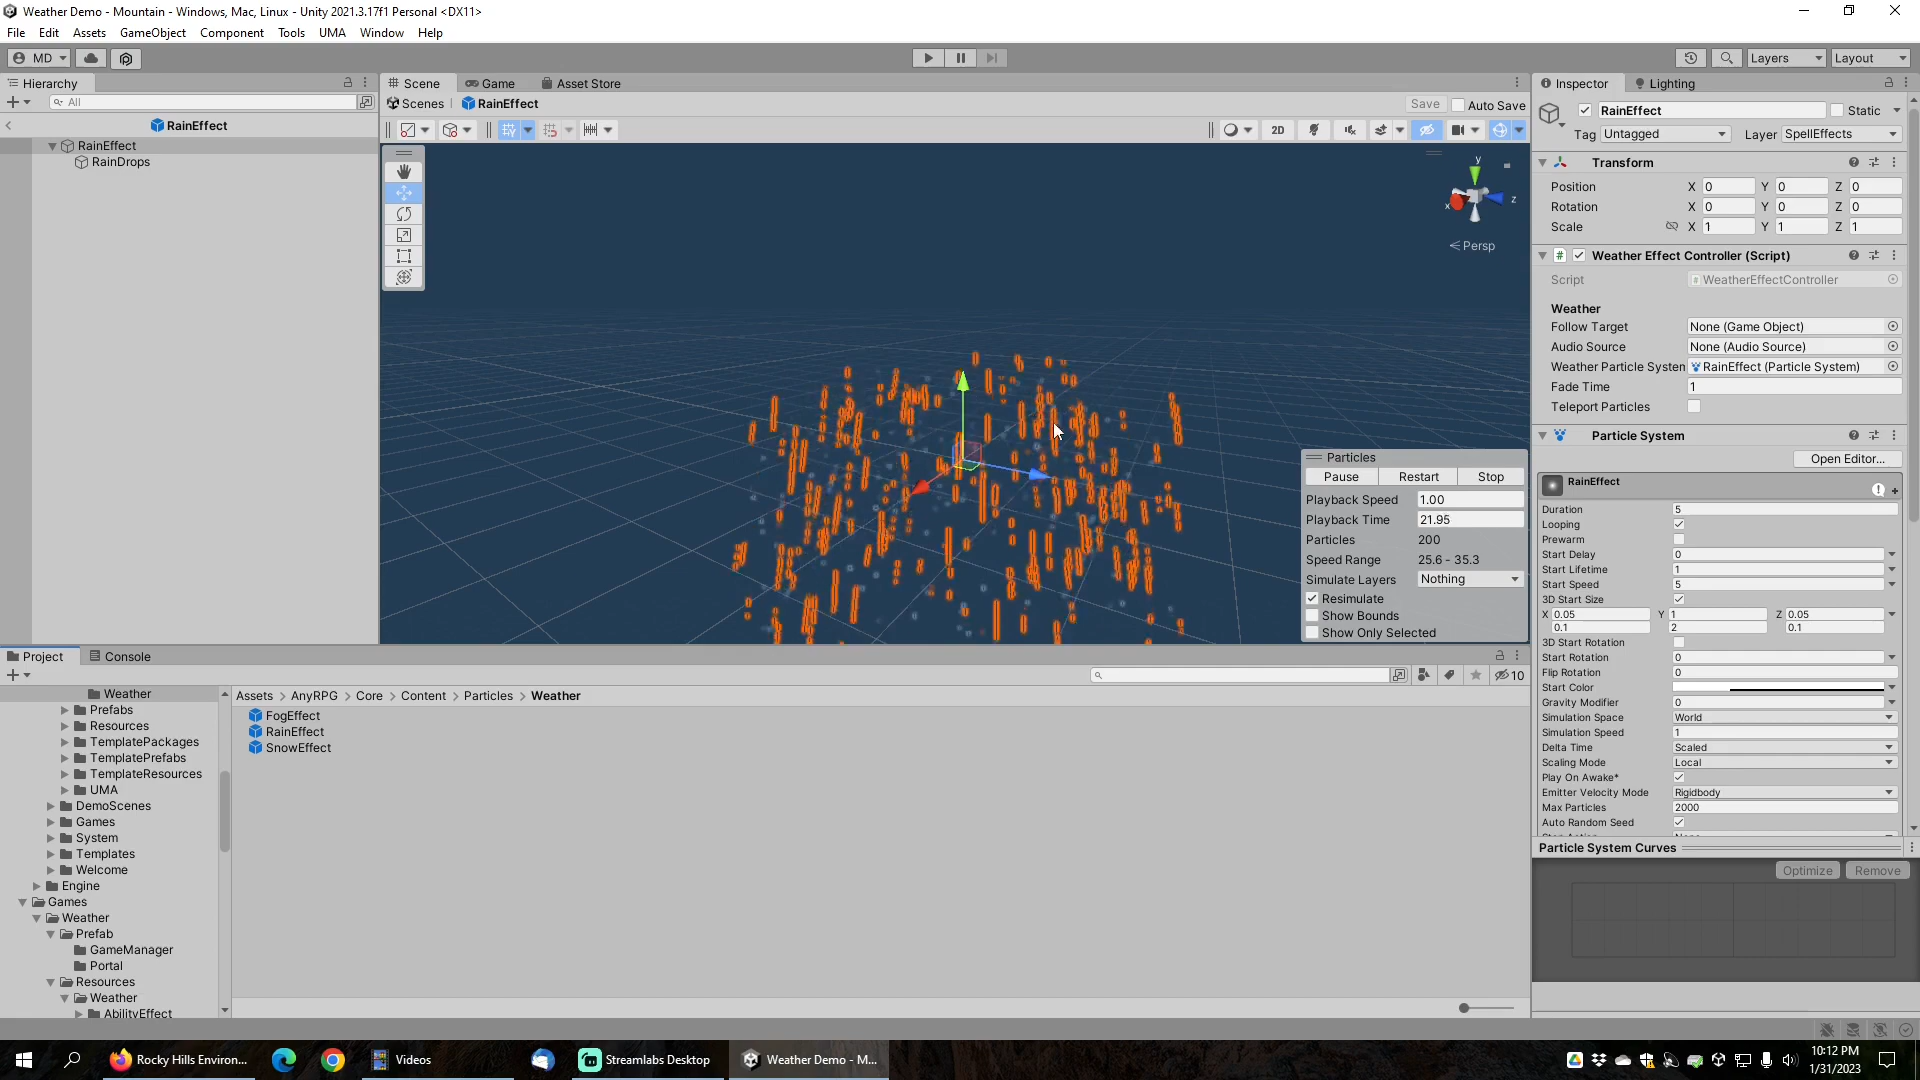 Weather Demo - Mountain - Windows, Mac, Linux - Unity 2021.3.17f1 Personal <DX11>
File Edit Assets GameObject Component Tools UMA Window Help
MD Layers Layout
Hierarchy
All
RainEffect
RainEffect
RainDrops
Scene Game Asset Store
Scenes RainEffect Save Auto Save
2D
y
x
z
Persp
Particles
Pause Restart Stop
Playback Speed 1.00
Playback Time 21.95
Particles 200
Speed Range 25.6 - 35.3
Simulate Layers Nothing
Resimulate
Show Bounds
Show Only Selected
Inspector Lighting
RainEffect Static
Tag Untagged Layer SpellEffects
Transform
Position X 0 Y 0 Z 0
Rotation X 0 Y 0 Z 0
Scale X 1 Y 1 Z 1
# Weather Effect Controller (Script)
Script # WeatherEffectController
Weather
Follow Target None (Game Object)
Audio Source None (Audio Source)
Weather Particle System RainEffect (Particle System)
Fade Time 1
Teleport Particles
Particle System
Open Editor...
RainEffect
Duration 5
Looping
Prewarm
Start Delay 0
Start Lifetime 1
Start Speed 5
3D Start Size
X 0.05 Y 1 Z 0.05
0.1 2 0.1
3D Start Rotation
Start Rotation 0
Flip Rotation 0
Start Color
Gravity Modifier 0
Simulation Space World
Simulation Speed 1
Delta Time Scaled
Scaling Mode Local
Play On Awake*
Emitter Velocity Mode Rigidbody
Max Particles 2000
Auto Random Seed
Particle System Curves
Optimize Remove
Project Console
10
Weather
Prefabs
Resources
TemplatePackages
TemplatePrefabs
TemplateResources
UMA
DemoScenes
Games
System
Templates
Welcome
Engine
Games
Weather
Prefab
GameManager
Portal
Resources
Weather
AbilityEffect
Assets > AnyRPG > Core > Content > Particles > Weather
FogEffect
RainEffect
SnowEffect
Rocky Hills Environ...
Videos
Streamlabs Desktop
Weather Demo - M...
10:12 PM
1/31/2023